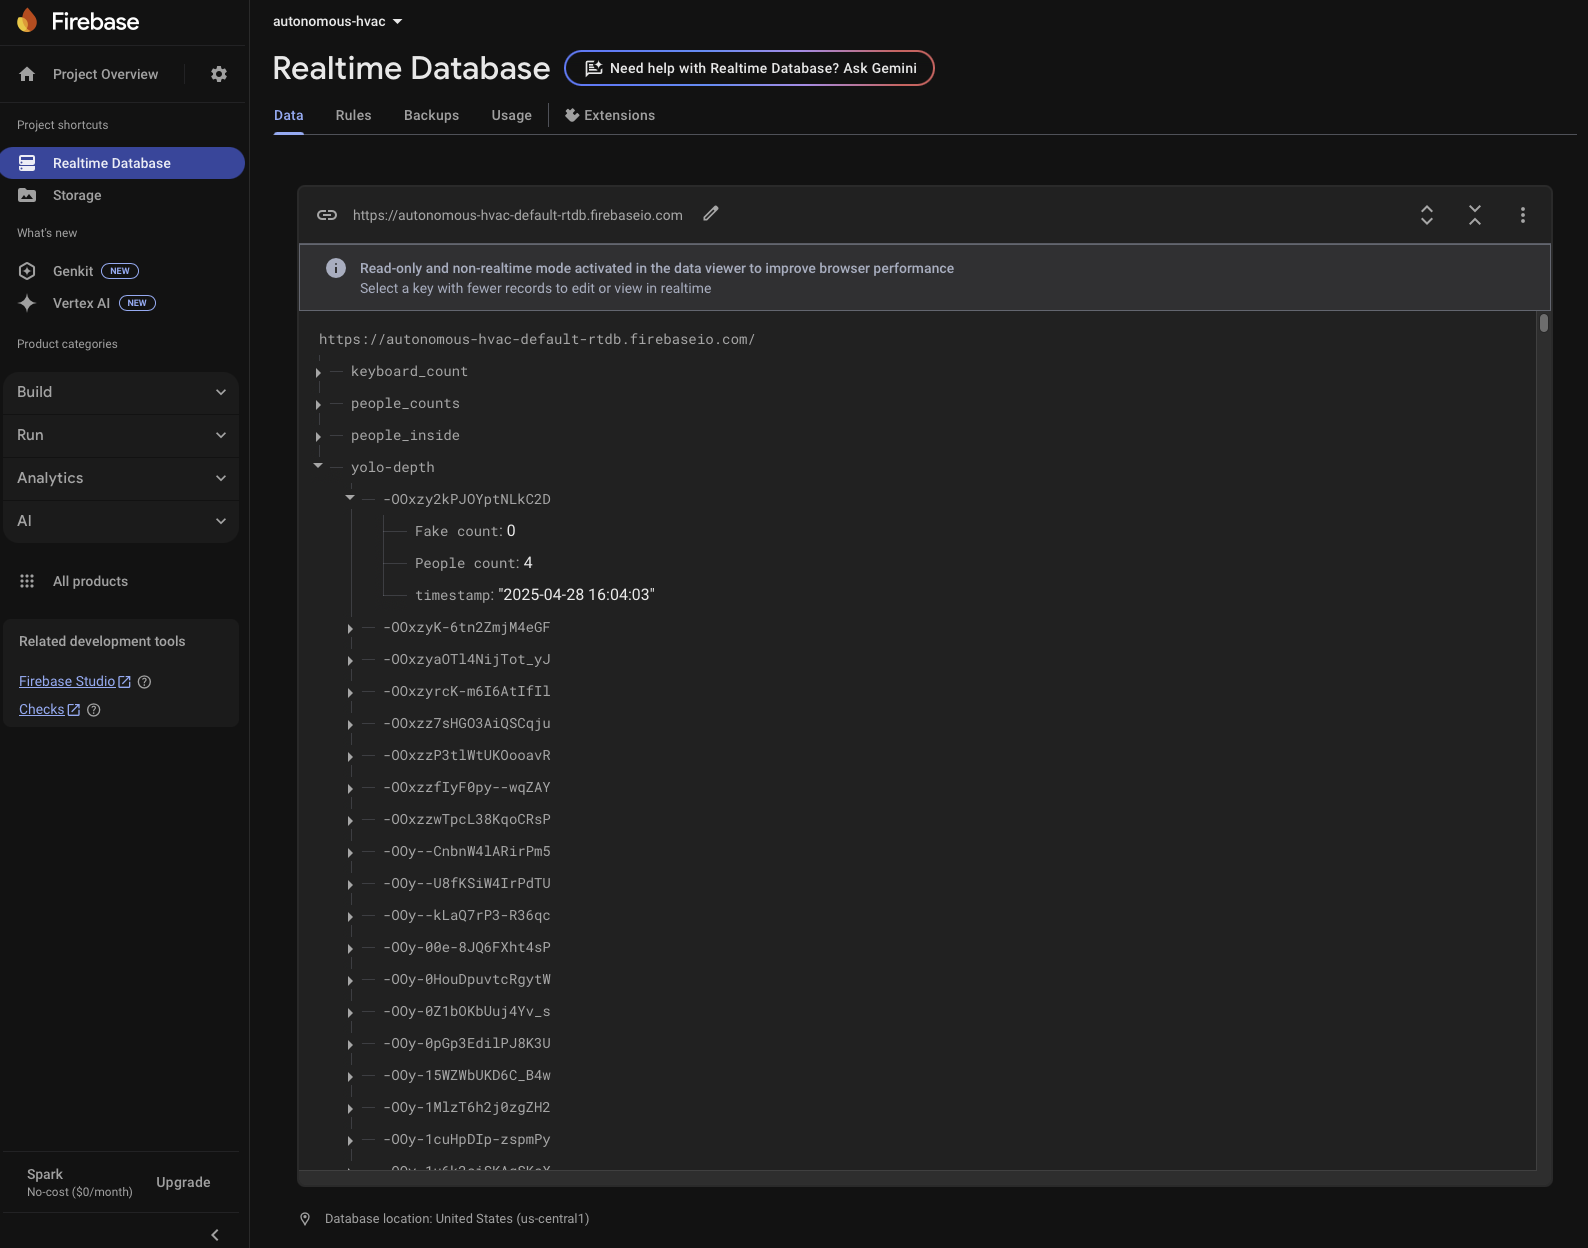 Firebase
autonomous-hvac
Project Overview
Realtime Database
Need help with Realtime Database? Ask Gemini
Data Rules Backups Usage Extensions
Project shortcuts
Realtime Database
Storage
What's new
Genkit NEW
Vertex AI NEW
Product categories
Build
Run
Analytics
AI
All products
Related development tools
Firebase Studio
Checks
Spark
No-cost ($0/month)
Upgrade
https://autonomous-hvac-default-rtdb.firebaseio.com
Read-only and non-realtime mode activated in the data viewer to improve browser performance
Select a key with fewer records to edit or view in realtime
https://autonomous-hvac-default-rtdb.firebaseio.com/
keyboard_count
people_counts
people_inside
yolo-depth
-OOxzy2kPJOYptNLkC2D
Fake count: 0
People count: 4
timestamp: "2025-04-28 16:04:03"
-OOxzyK-6tn2ZmjM4eGF
-OOxzyaOTl4NijTot_yJ
-OOxzyrcK-m6I6AtIfIl
-OOxzz7sHGO3AiQSCqju
-OOxzzP3tlWtUKOooavR
-OOxzzfIyF0py--wqZAY
-OOxzzwTpcL38KqoCRsP
-OOy--CnbnW4lARirPm5
-OOy--U8fKSiW4IrPdTU
-OOy--kLaQ7rP3-R36qc
-OOy-00e-8JQ6FXht4sP
-OOy-0HouDpuvtcRgytW
-OOy-0Z1bOKbUuj4Yv_s
-OOy-0pGp3EdilPJ8K3U
-OOy-15WZWbUKD6C_B4w
-OOy-1MlzT6h2j0zgZH2
-OOy-1cuHpDIp-zspmPy
Database location: United States (us-central1)